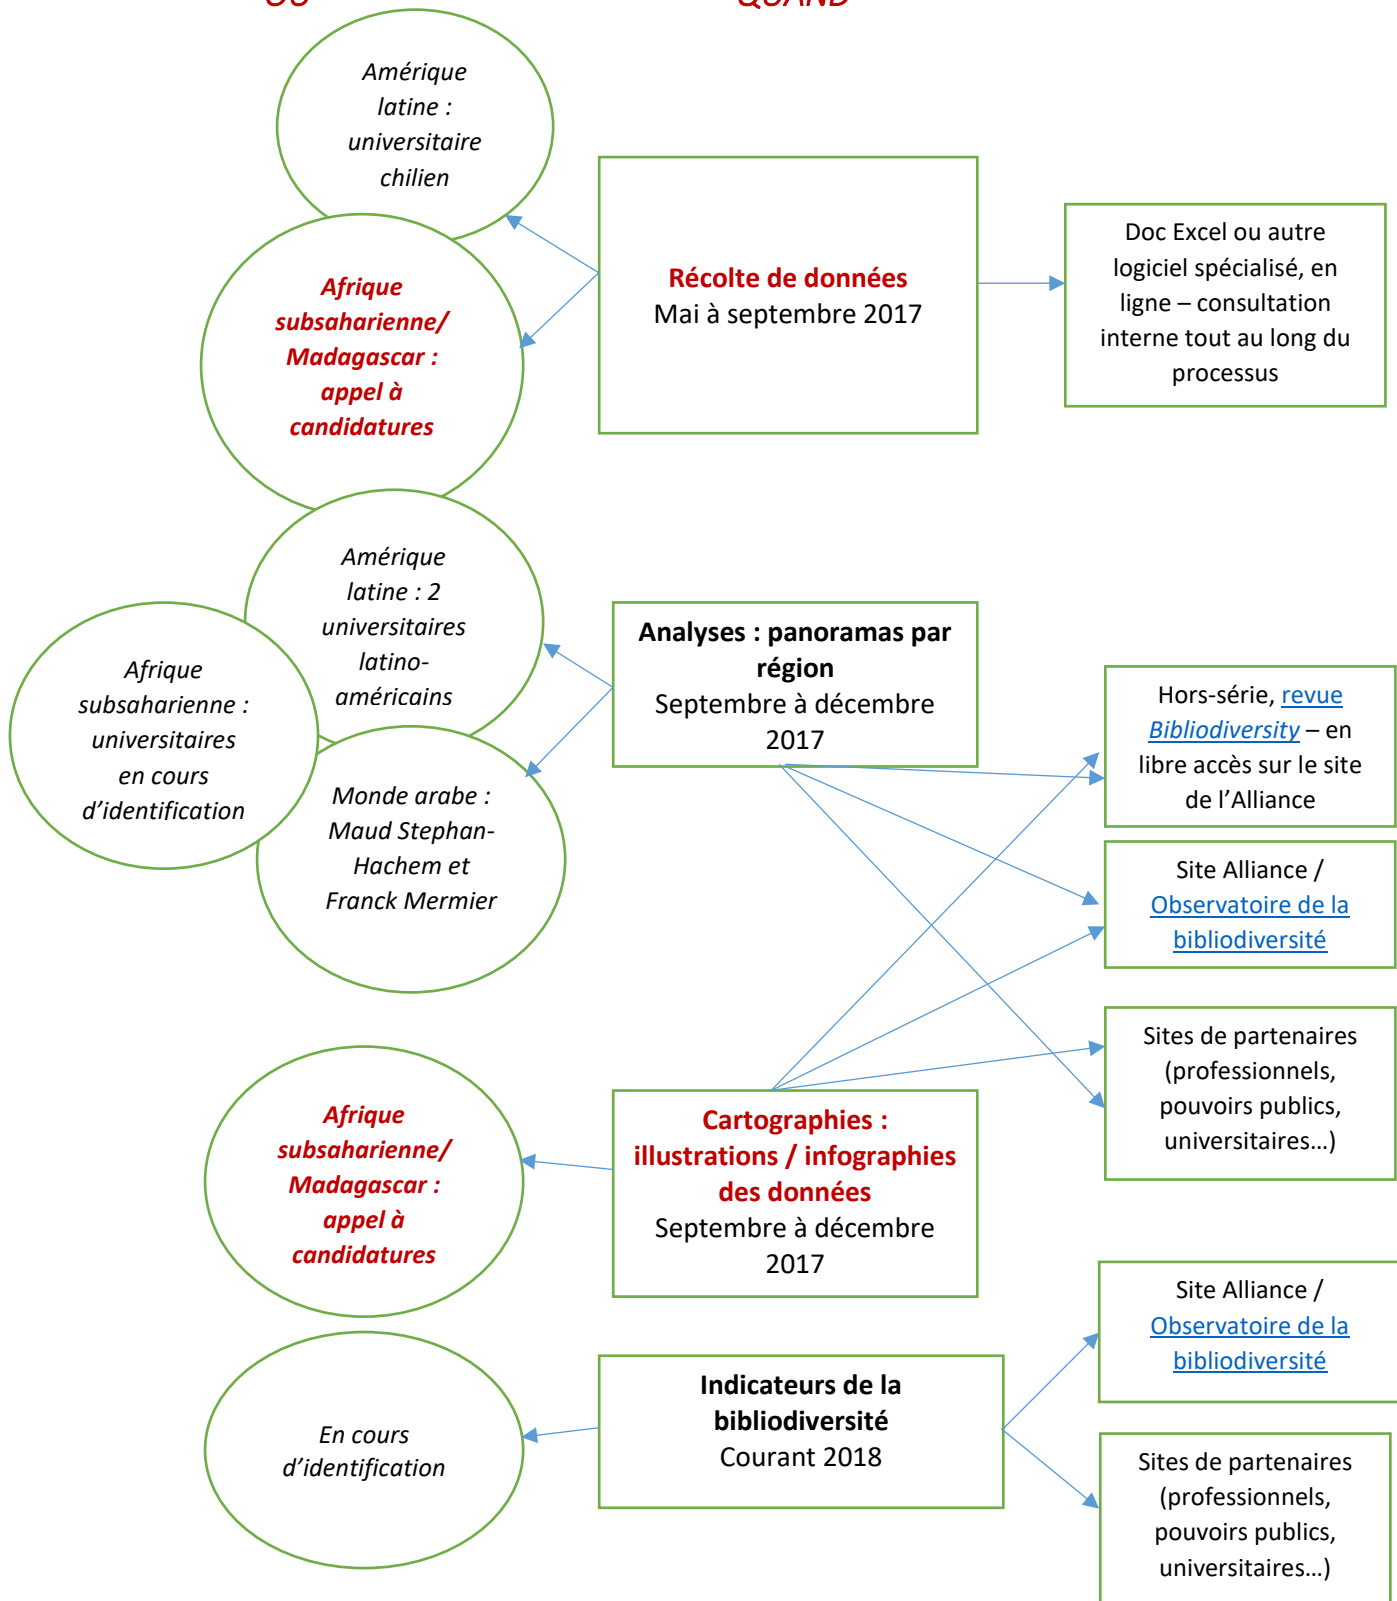 OÙ
QUAND
Amérique
latine :
universitaire
chilien
Afrique
subsaharienne/
Madagascar :
appel à
candidatures
Récolte de données
Mai à septembre 2017
Doc Excel ou autre
logiciel spécialisé, en
ligne – consultation
interne tout au long du
processus
Amérique
latine : 2
universitaires
latino-
américains
Afrique
subsaharienne :
universitaires
en cours
d’identification
Monde arabe :
Maud Stephan-
Hachem et
Franck Mermier
Analyses : panoramas par
région
Septembre à décembre
2017
Hors-série, revue
Bibliodiversity – en
libre accès sur le site
de l’Alliance
Site Alliance /
Observatoire de la
bibliodiversité
Sites de partenaires
(professionnels,
pouvoirs publics,
universitaires…)
Afrique
subsaharienne/
Madagascar :
appel à
candidatures
Cartographies :
illustrations / infographies
des données
Septembre à décembre
2017
En cours
d’identification
Indicateurs de la
bibliodiversité
Courant 2018
Site Alliance /
Observatoire de la
bibliodiversité
Sites de partenaires
(professionnels,
pouvoirs publics,
universitaires…)